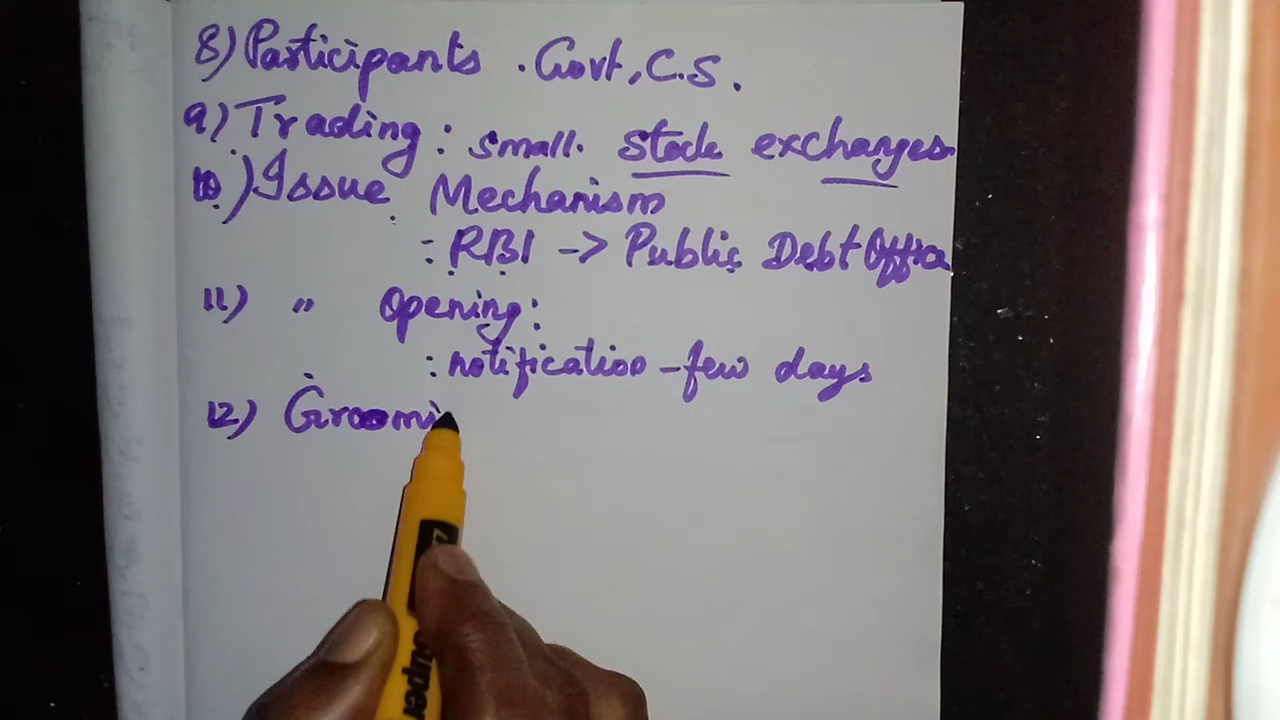 8) Participants . Govt, C.S.
9) Trading : small. stock exchanges.
10) Issue Mechanism
: RBI -> Public Debt Office
11) " Opening :
: notification - few days
12) Groomi
uper